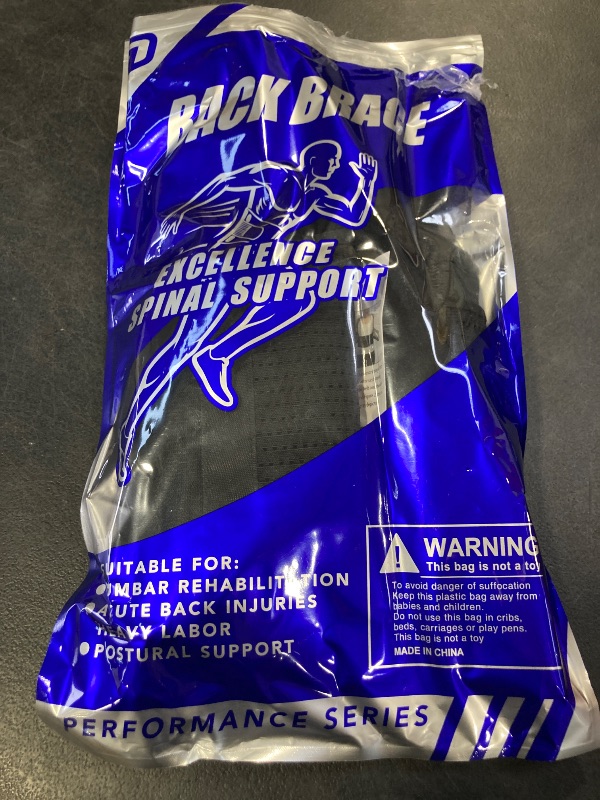 BACK BRACE
EXCELLENCE
SPINAL SUPPORT
SUITABLE FOR:
LUMBAR REHABILITATION
ACUTE BACK INJURIES
HEAVY LABOR
POSTURAL SUPPORT
WARNING
This bag is not a toy
To avoid danger of suffocation
Keep this plastic bag away from
babies and children.
Do not use this bag in cribs,
beds, carriages or play pens.
This bag is not a toy
MADE IN CHINA
PERFORMANCE SERIES